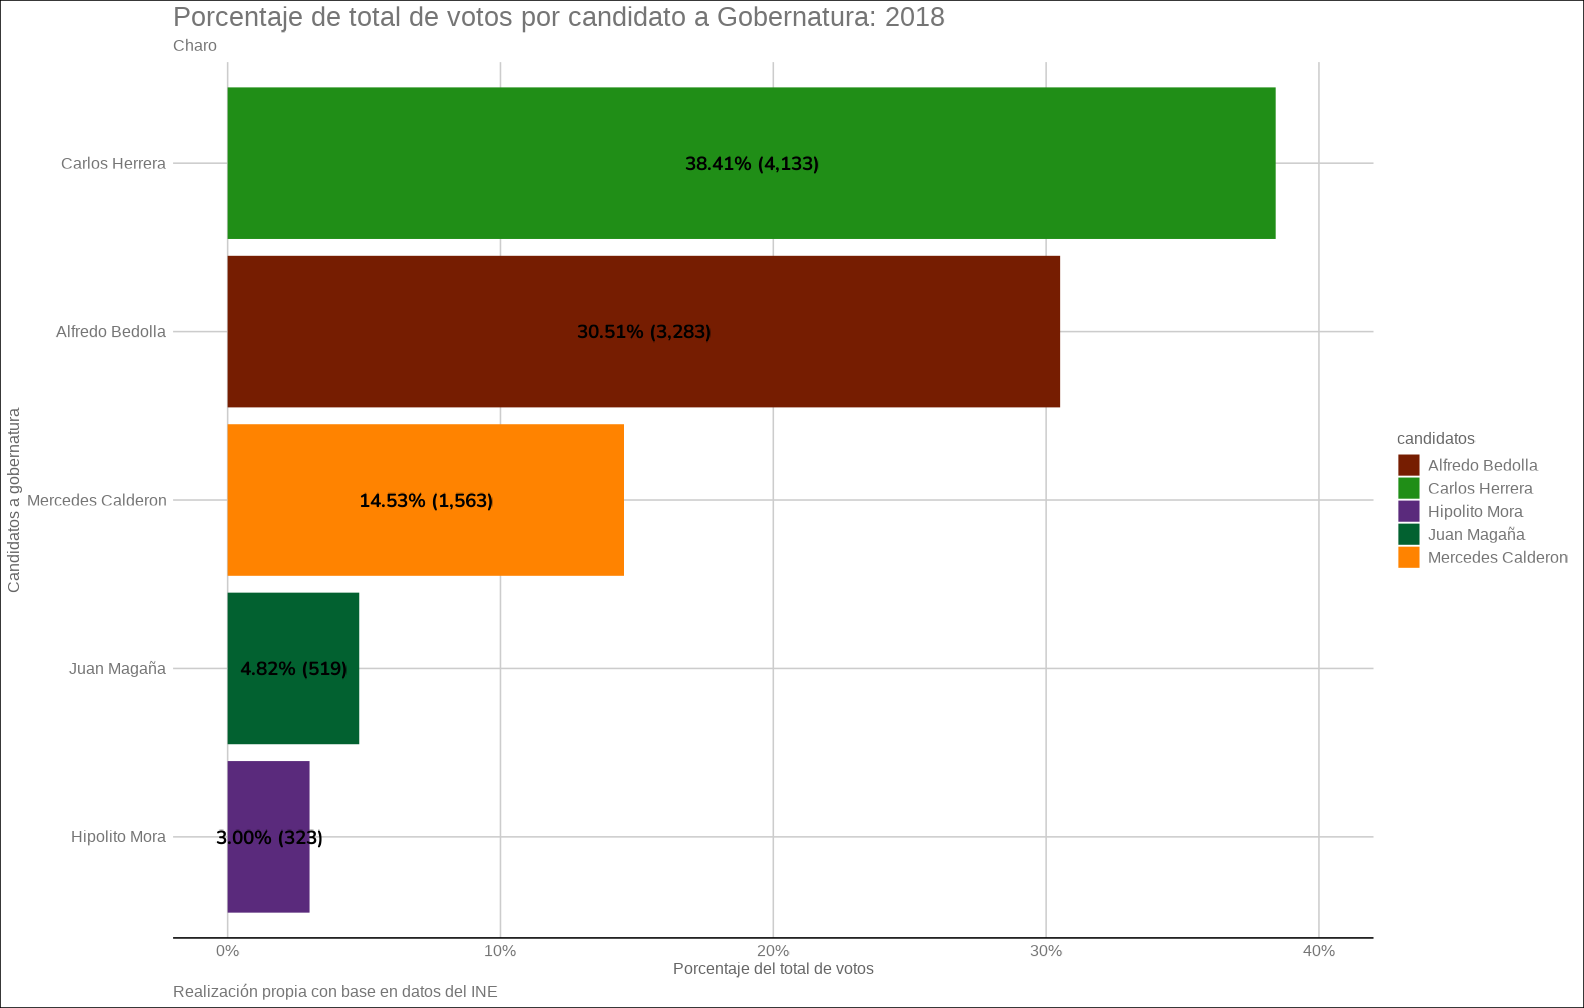 Porcentaje de total de votos por candidato a Gobernatura: 2018
Charo
Candidatos a gobernatura
Carlos Herrera
38.41% (4,133)
Alfredo Bedolla
30.51% (3,283)
Mercedes Calderon
14.53% (1,563)
Juan Magaña
4.82% (519)
Hipolito Mora
3.00% (323)
0%
10%
20%
30%
40%
Porcentaje del total de votos
candidatos
Alfredo Bedolla
Carlos Herrera
Hipolito Mora
Juan Magaña
Mercedes Calderon
Realización propia con base en datos del INE